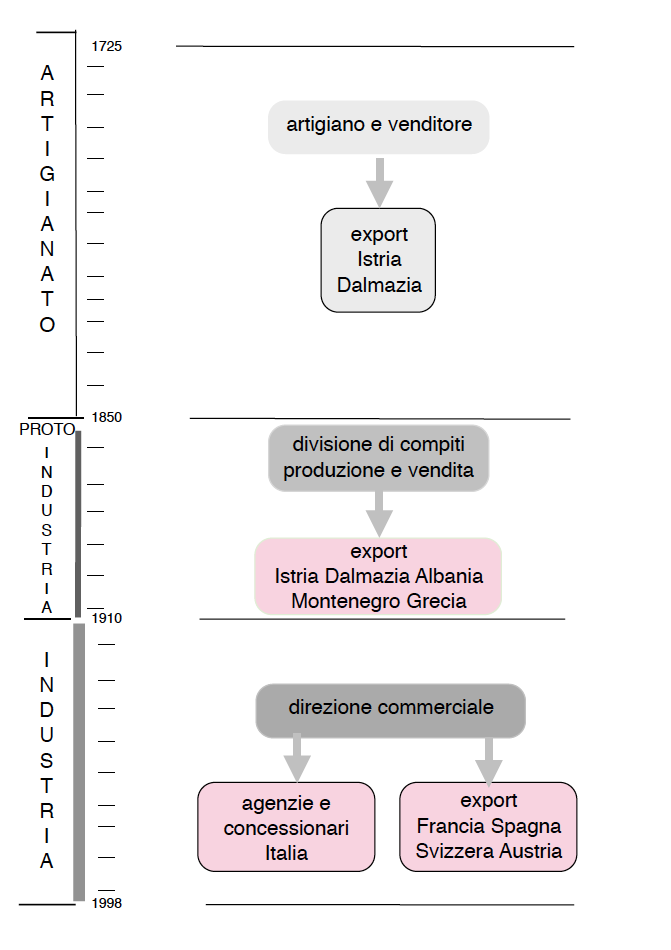 1725
ARTIGIANATO
artigiano e venditore
export
Istria
Dalmazia
1850
PROTO
INDUSTRIA
divisione di compiti
produzione e vendita
export
Istria Dalmazia Albania
Montenegro Grecia
1910
INDUSTRIA
direzione commerciale
agenzie e
concessionari
Italia
export
Francia Spagna
Svizzera Austria
1998